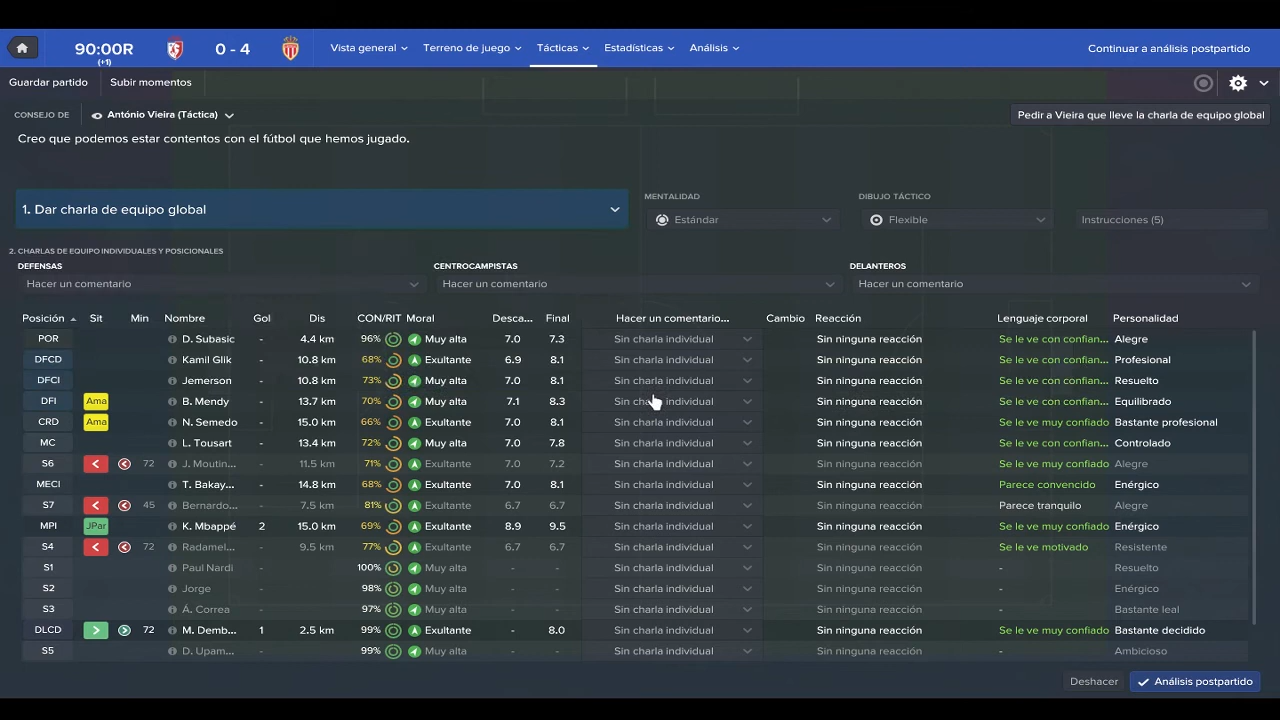 90:00R 0 - 4 Vista general Terreno de juego Tácticas Estadísticas Análisis Continuar a análisis postpartido
(+1)
Guardar partido Subir momentos
CONSEJO DE António Vieira (Táctica) Pedir a Vieira que lleve la charla de equipo global
Creo que podemos estar contentos con el fútbol que hemos jugado.
MENTALIDAD DIBUJO TÁCTICO
1. Dar charla de equipo global Estándar Flexible Instrucciones (5)
2. CHARLAS DE EQUIPO INDIVIDUALES Y POSICIONALES
DEFENSAS CENTROCAMPISTAS DELANTEROS
Hacer un comentario Hacer un comentario Hacer un comentario
Posición Sit Min Nombre Gol Dis CON/RIT Moral Desca... Final Hacer un comentario... Cambio Reacción Lenguaje corporal Personalidad
POR D. Subasic - 4.4 km 96% Muy alta 7.0 7.3 Sin charla individual Sin ninguna reacción Se le ve con confian... Alegre
DFCD Kamil Glik - 10.8 km 68% Exultante 6.9 8.1 Sin charla individual Sin ninguna reacción Se le ve con confian... Profesional
DFCI Jemerson - 10.8 km 73% Muy alta 7.0 8.1 Sin charla individual Sin ninguna reacción Se le ve con confian... Resuelto
DFI Ama B. Mendy - 13.7 km 70% Muy alta 7.1 8.3 Sin charla individual Sin ninguna reacción Se le ve con confian... Equilibrado
CRD Ama N. Semedo - 15.0 km 66% Exultante 7.0 8.1 Sin charla individual Sin ninguna reacción Se le ve muy confiado Bastante profesional
MC L. Tousart - 13.4 km 72% Muy alta 7.0 7.8 Sin charla individual Sin ninguna reacción Se le ve con confian... Controlado
S6 72 J. Moutin... - 11.5 km 71% Exultante 7.0 7.2 Sin charla individual Sin ninguna reacción Se le ve muy confiado Alegre
MECI T. Bakay... - 14.8 km 68% Exultante 7.0 8.1 Sin charla individual Sin ninguna reacción Parece convencido Enérgico
S7 45 Bernardo... - 7.5 km 81% Exultante 6.7 6.7 Sin charla individual Sin ninguna reacción Parece tranquilo Alegre
MPI JPar K. Mbappé 2 15.0 km 69% Exultante 8.9 9.5 Sin charla individual Sin ninguna reacción Se le ve muy confiado Enérgico
S4 72 Radamel... - 9.5 km 77% Exultante 6.7 6.7 Sin charla individual Sin ninguna reacción Se le ve motivado Resistente
S1 Paul Nardi - - 100% Muy alta - - Sin charla individual Sin ninguna reacción - Resuelto
S2 Jorge - - 98% Muy alta - - Sin charla individual Sin ninguna reacción - Enérgico
S3 Á. Correa - - 97% Muy alta - - Sin charla individual Sin ninguna reacción - Bastante leal
DLCD 72 M. Demb... 1 2.5 km 99% Exultante - 8.0 Sin charla individual Sin ninguna reacción Se le ve muy confiado Bastante decidido
S5 D. Upam... - - 99% Muy alta - - Sin charla individual Sin ninguna reacción - Ambicioso
Deshacer Análisis postpartido